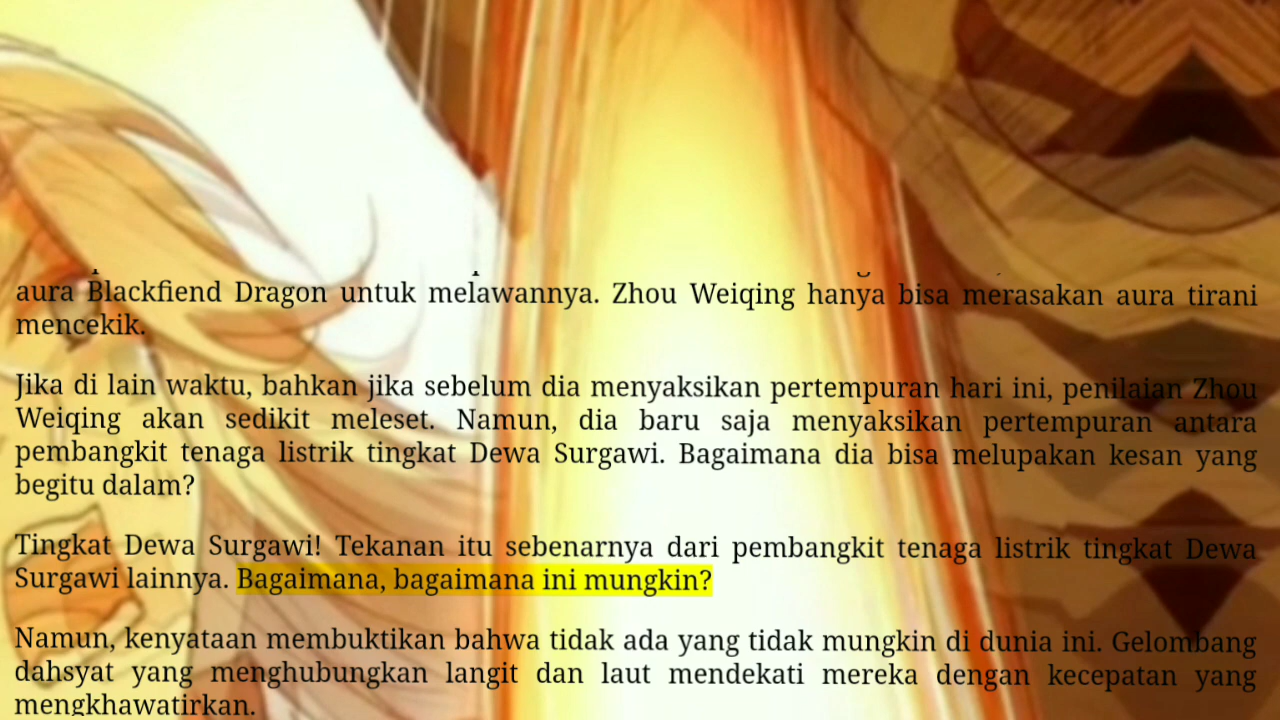 aura Blackfiend Dragon untuk melawannya. Zhou Weiqing hanya bisa merasakan aura tirani
mencekik.
Jika di lain waktu, bahkan jika sebelum dia menyaksikan pertempuran hari ini, penilaian Zhou
Weiqing akan sedikit meleset. Namun, dia baru saja menyaksikan pertempuran antara
pembangkit tenaga listrik tingkat Dewa Surgawi. Bagaimana dia bisa melupakan kesan yang
begitu dalam?
Tingkat Dewa Surgawi! Tekanan itu sebenarnya dari pembangkit tenaga listrik tingkat Dewa
Surgawi lainnya. Bagaimana, bagaimana ini mungkin?
Namun, kenyataan membuktikan bahwa tidak ada yang tidak mungkin di dunia ini. Gelombang
dahsyat yang menghubungkan langit dan laut mendekati mereka dengan kecepatan yang
mengkhawatirkan.